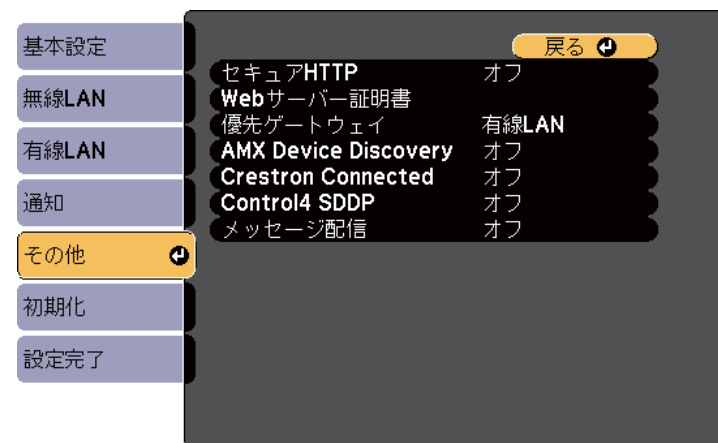 基本設定
無線LAN
有線LAN
通知
その他
初期化
設定完了
戻る
セキュアHTTP オフ
Webサーバー証明書
優先ゲートウェイ 有線LAN
AMX Device Discovery オフ
Crestron Connected オフ
Control4 SDDP オフ
メッセージ配信 オフ